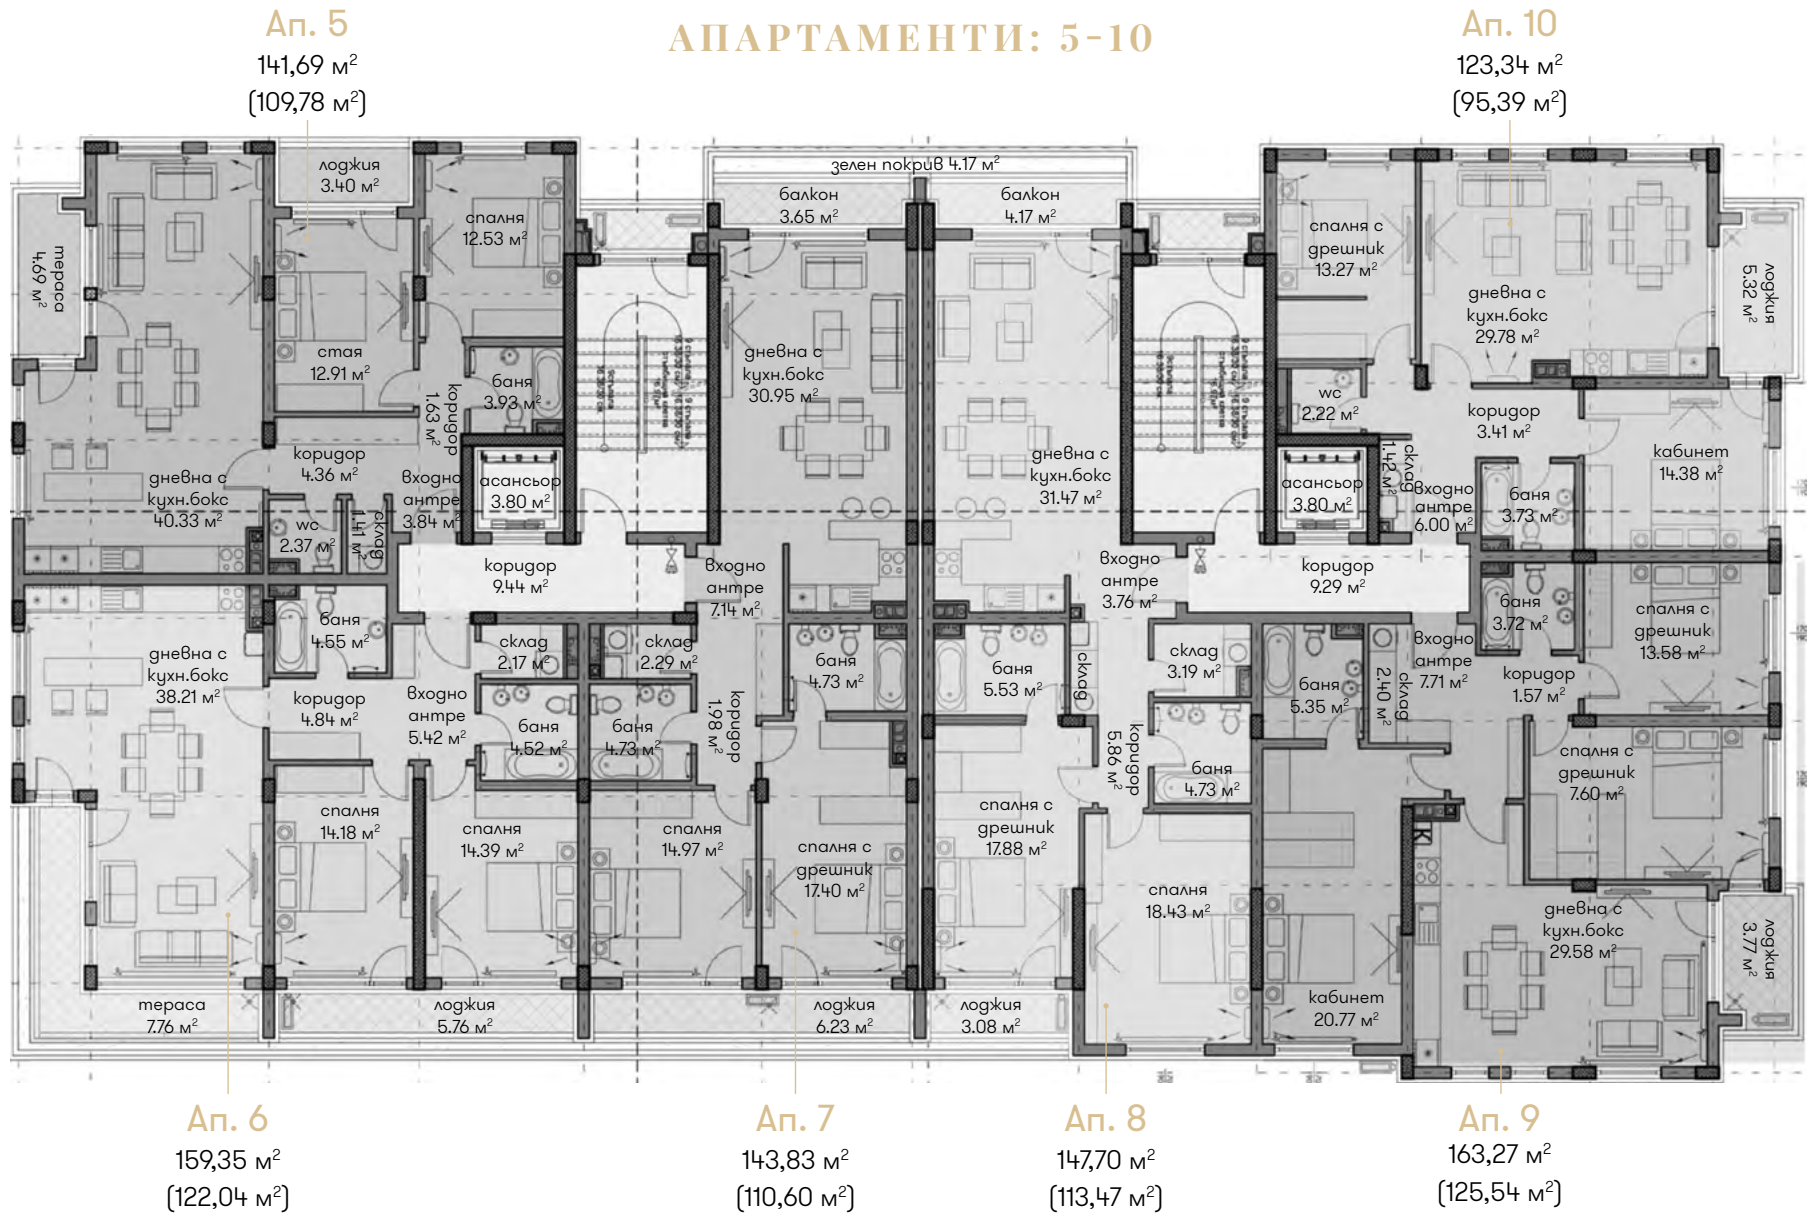 АПАРТАМЕНТИ: 5-10
Ап. 5
141,69 м²
(109,78 м²)
Ап. 10
123,34 м²
(95,39 м²)
лоджия
3.40 м²
спалня
12.53 м²
тераса
4.69 м²
стая
12.91 м²
баня
3.93 м²
коридор
1.63 м²
коридор
4.36 м²
входно
антре
3.84 м²
асансьор
3.80 м²
дневна с
кухн.бокс
40.33 м²
wc
2.37 м²
склад
1.41 м²
коридор
9.44 м²
зелен покрив 4.17 м²
балкон
3.65 м²
балкон
4.17 м²
дневна с
кухн.бокс
30.95 м²
дневна с
кухн.бокс
31.47 м²
входно
антре
7.14 м²
входно
антре
3.76 м²
спалня с
дрешник
13.27 м²
дневна с
кухн.бокс
29.78 м²
лоджия
5.32 м²
wc
2.22 м²
коридор
3.41 м²
кабинет
14.38 м²
склад
1.42 м²
асансьор
3.80 м²
входно
антре
6.00 м²
баня
3.73 м²
коридор
9.29 м²
баня
3.72 м²
спалня с
дрешник
13.58 м²
дневна с
кухн.бокс
38.21 м²
баня
4.55 м²
коридор
4.84 м²
входно
антре
5.42 м²
склад
2.17 м²
склад
2.29 м²
баня
4.52 м²
баня
4.73 м²
коридор
1.98 м²
баня
4.73 м²
баня
5.53 м²
склад
склад
3.19 м²
коридор
5.86 м²
баня
4.73 м²
баня
5.35 м²
склад
2.40 м²
входно
антре
7.71 м²
коридор
1.57 м²
спалня с
дрешник
7.60 м²
спалня
14.18 м²
спалня
14.39 м²
спалня
14.97 м²
спалня с
дрешник
17.40 м²
спалня с
дрешник
17.88 м²
спалня
18.43 м²
кабинет
20.77 м²
дневна с
кухн.бокс
29.58 м²
лоджия
3.77 м²
тераса
7.76 м²
лоджия
5.76 м²
лоджия
6.23 м²
лоджия
3.08 м²
Ап. 6
159,35 м²
(122,04 м²)
Ап. 7
143,83 м²
(110,60 м²)
Ап. 8
147,70 м²
(113,47 м²)
Ап. 9
163,27 м²
(125,54 м²)